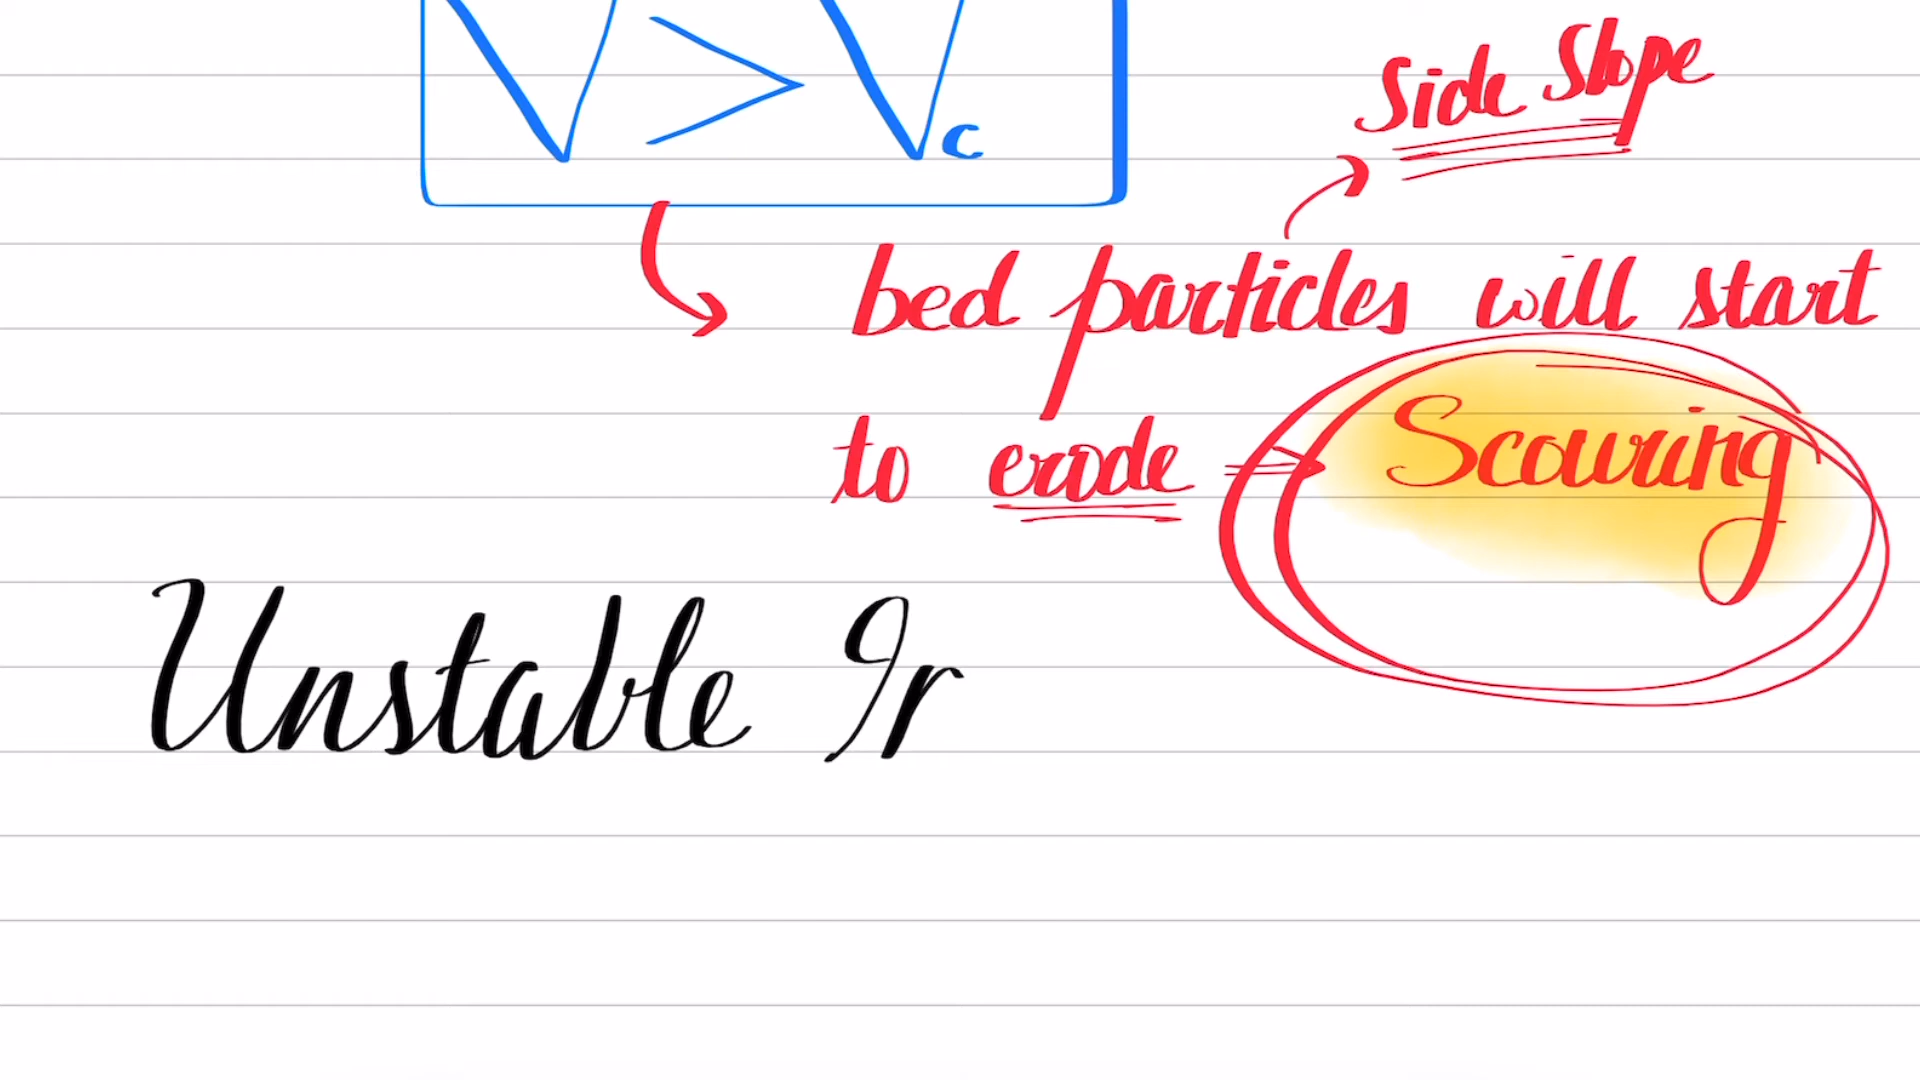 V > Vc
Side Slope
bed particles will start
to erode → Scouring
Unstable Ir